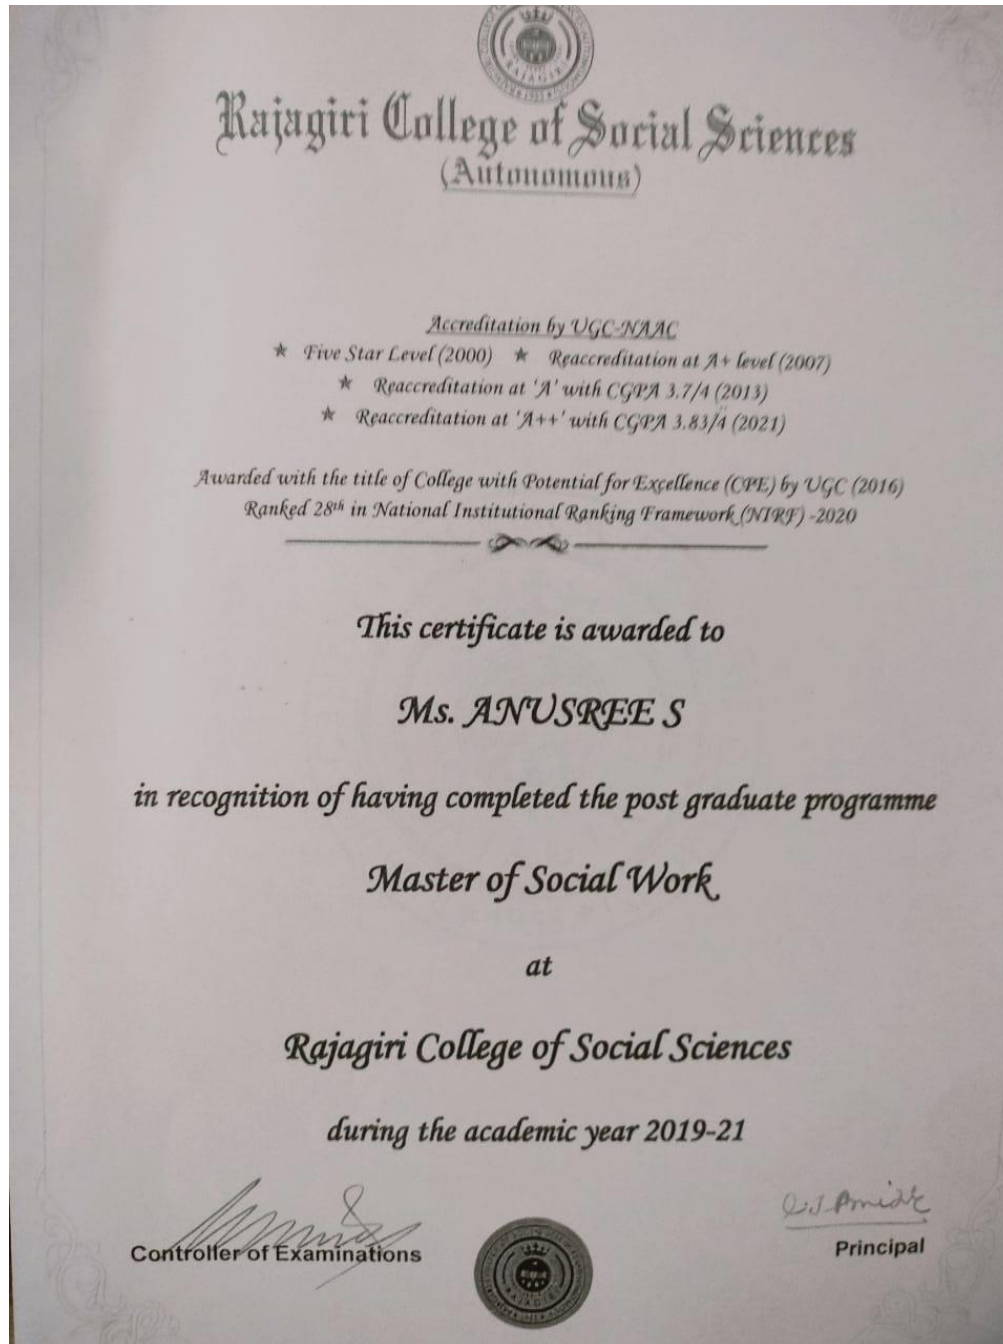 Rajagiri College of Social Sciences
(Autonomous)
Accreditation by UGC-NAAC
★ Five Star Level (2000) ★ Reaccreditation at A+ level (2007)
★ Reaccreditation at 'A' with CGPA 3.7/4 (2013)
★ Reaccreditation at 'A++' with CGPA 3.83/4 (2021)
Awarded with the title of College with Potential for Excellence (CPE) by UGC (2016)
Ranked 28th in National Institutional Ranking Framework (NIRF) -2020
This certificate is awarded to
Ms. ANUSREE S
in recognition of having completed the post graduate programme
Master of Social Work
at
Rajagiri College of Social Sciences
during the academic year 2019-21
Controller of Examinations
Principal
RAJAGIRI